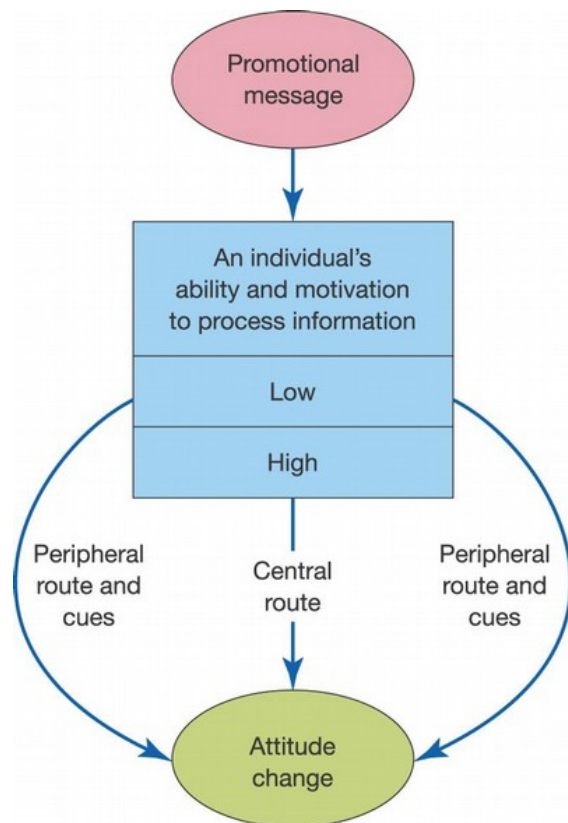 Promotional
message
An individual's
ability and motivation
to process information
Low
High
Peripheral
route and
cues
Central
route
Peripheral
route and
cues
Attitude
change